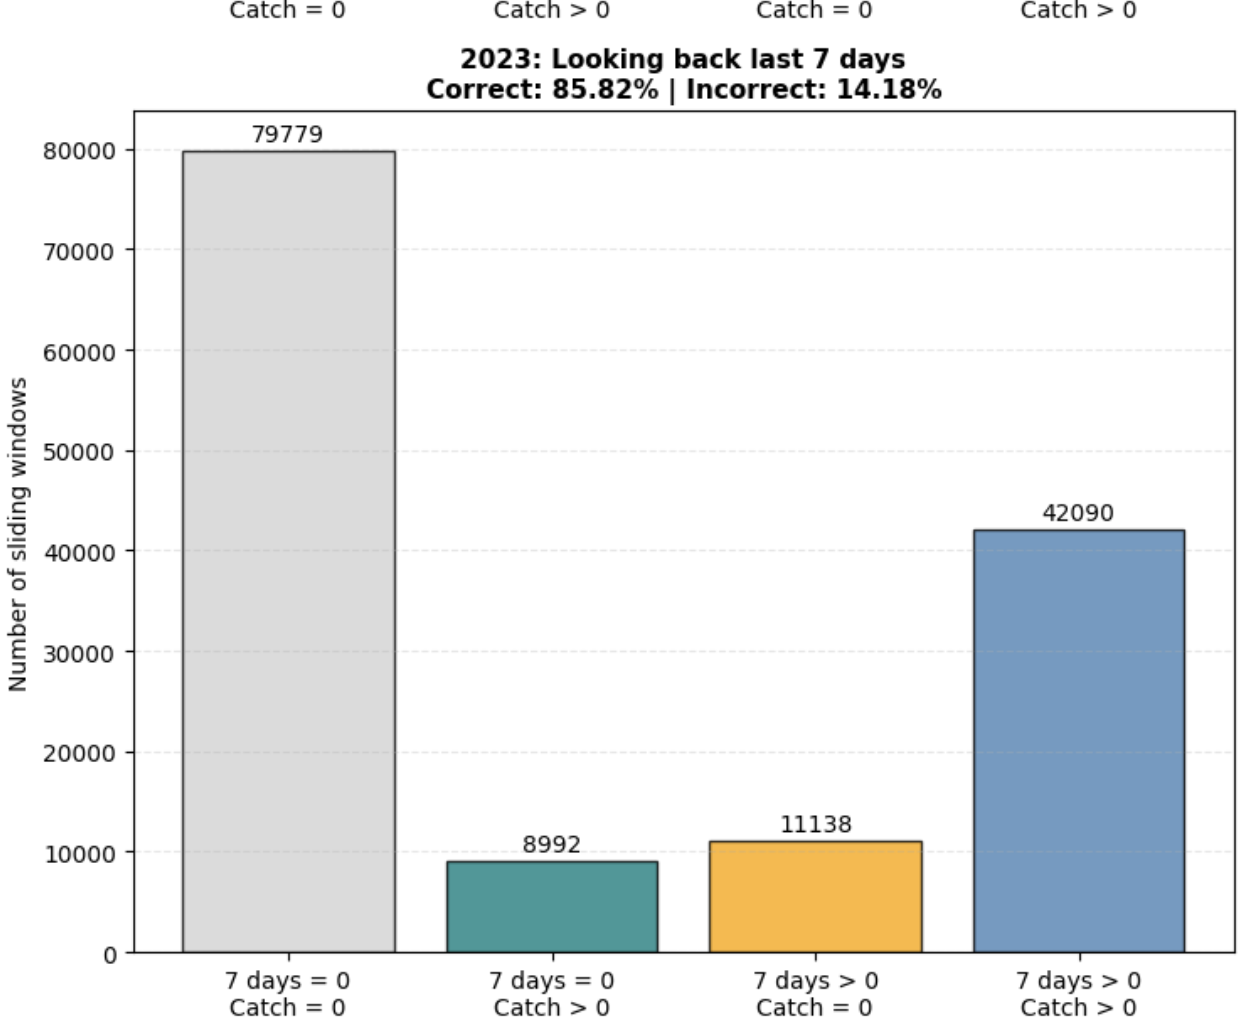 Catch = 0 Catch > 0 Catch = 0 Catch > 0
2023: Looking back last 7 days
Correct: 85.82% | Incorrect: 14.18%
Number of sliding windows
80000
70000
60000
50000
40000
30000
20000
10000
0
79779
8992
11138
42090
7 days = 0 7 days = 0 7 days > 0 7 days > 0
Catch = 0 Catch > 0 Catch = 0 Catch > 0